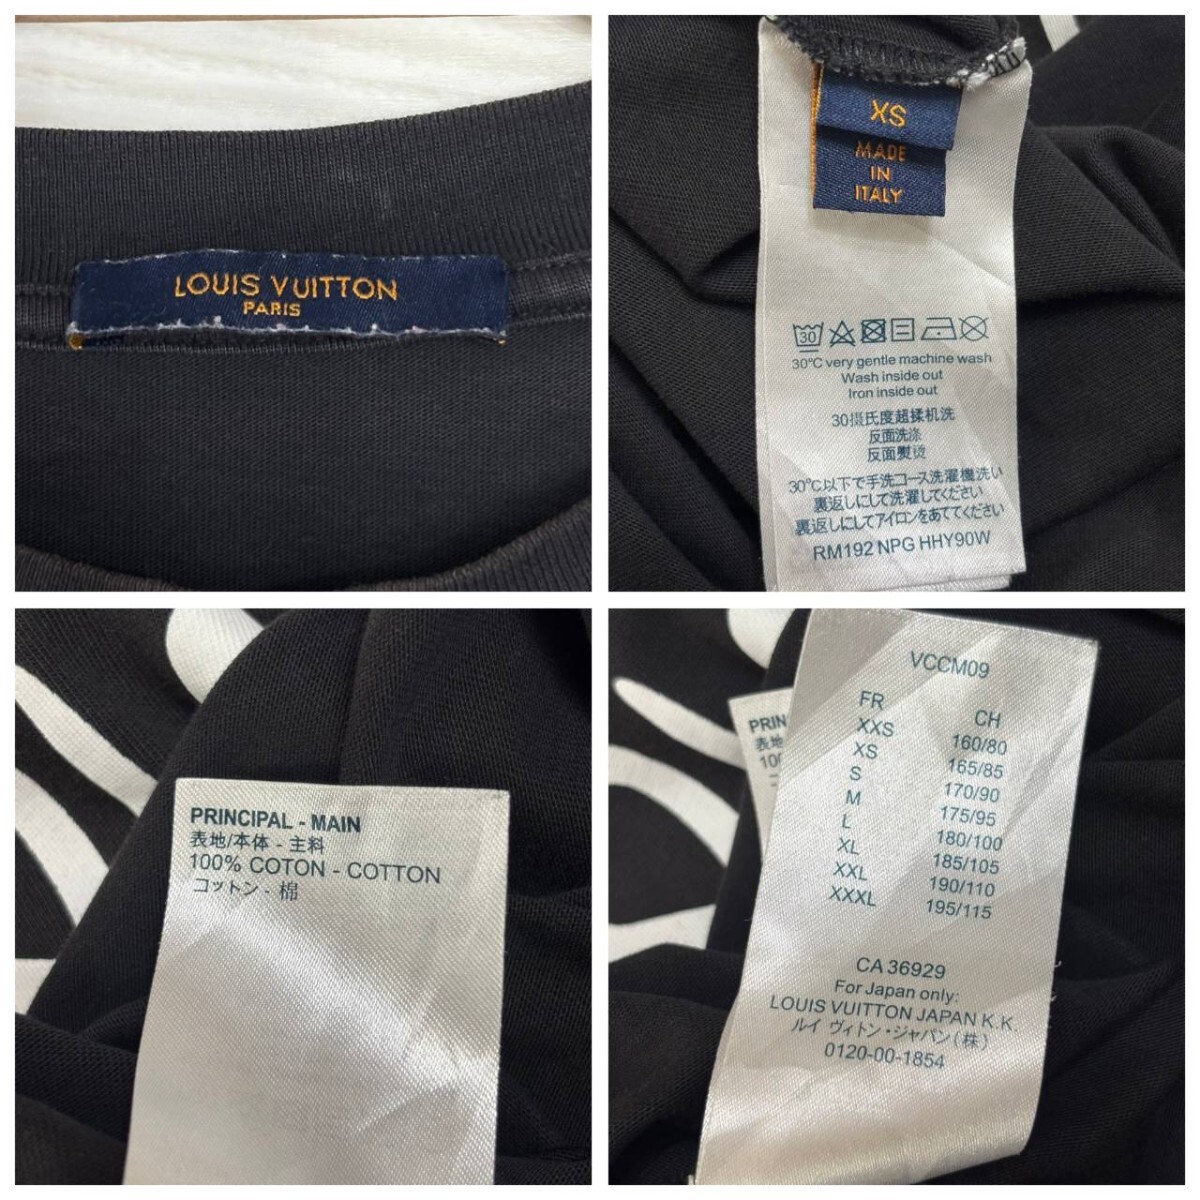 LOUIS VUITTON
PARIS
XS
MADE
IN
ITALY
30
30°C very gentle machine wash
Wash inside out
Iron inside out
30摄氏度超揉机洗
反面洗涤
反面熨烫
30℃以下で手洗コース洗濯機洗い
裏返しにして洗濯してください
裏返しにしてアイロンをあててください
RM192 NPG HHY90W
PRINCIPAL - MAIN
表地/本体 - 主料
100% COTON - COTTON
コットン - 棉
PRIN
表地
100
VCCM09
FR CH
XXS 160/80
XS 165/85
S 170/90
M 175/95
L 180/100
XL 185/105
XXL 190/110
XXXL 195/115
CA 36929
For Japan only:
LOUIS VUITTON JAPAN K.K.
ルイ ヴィトン・ジャパン(株)
0120-00-1854